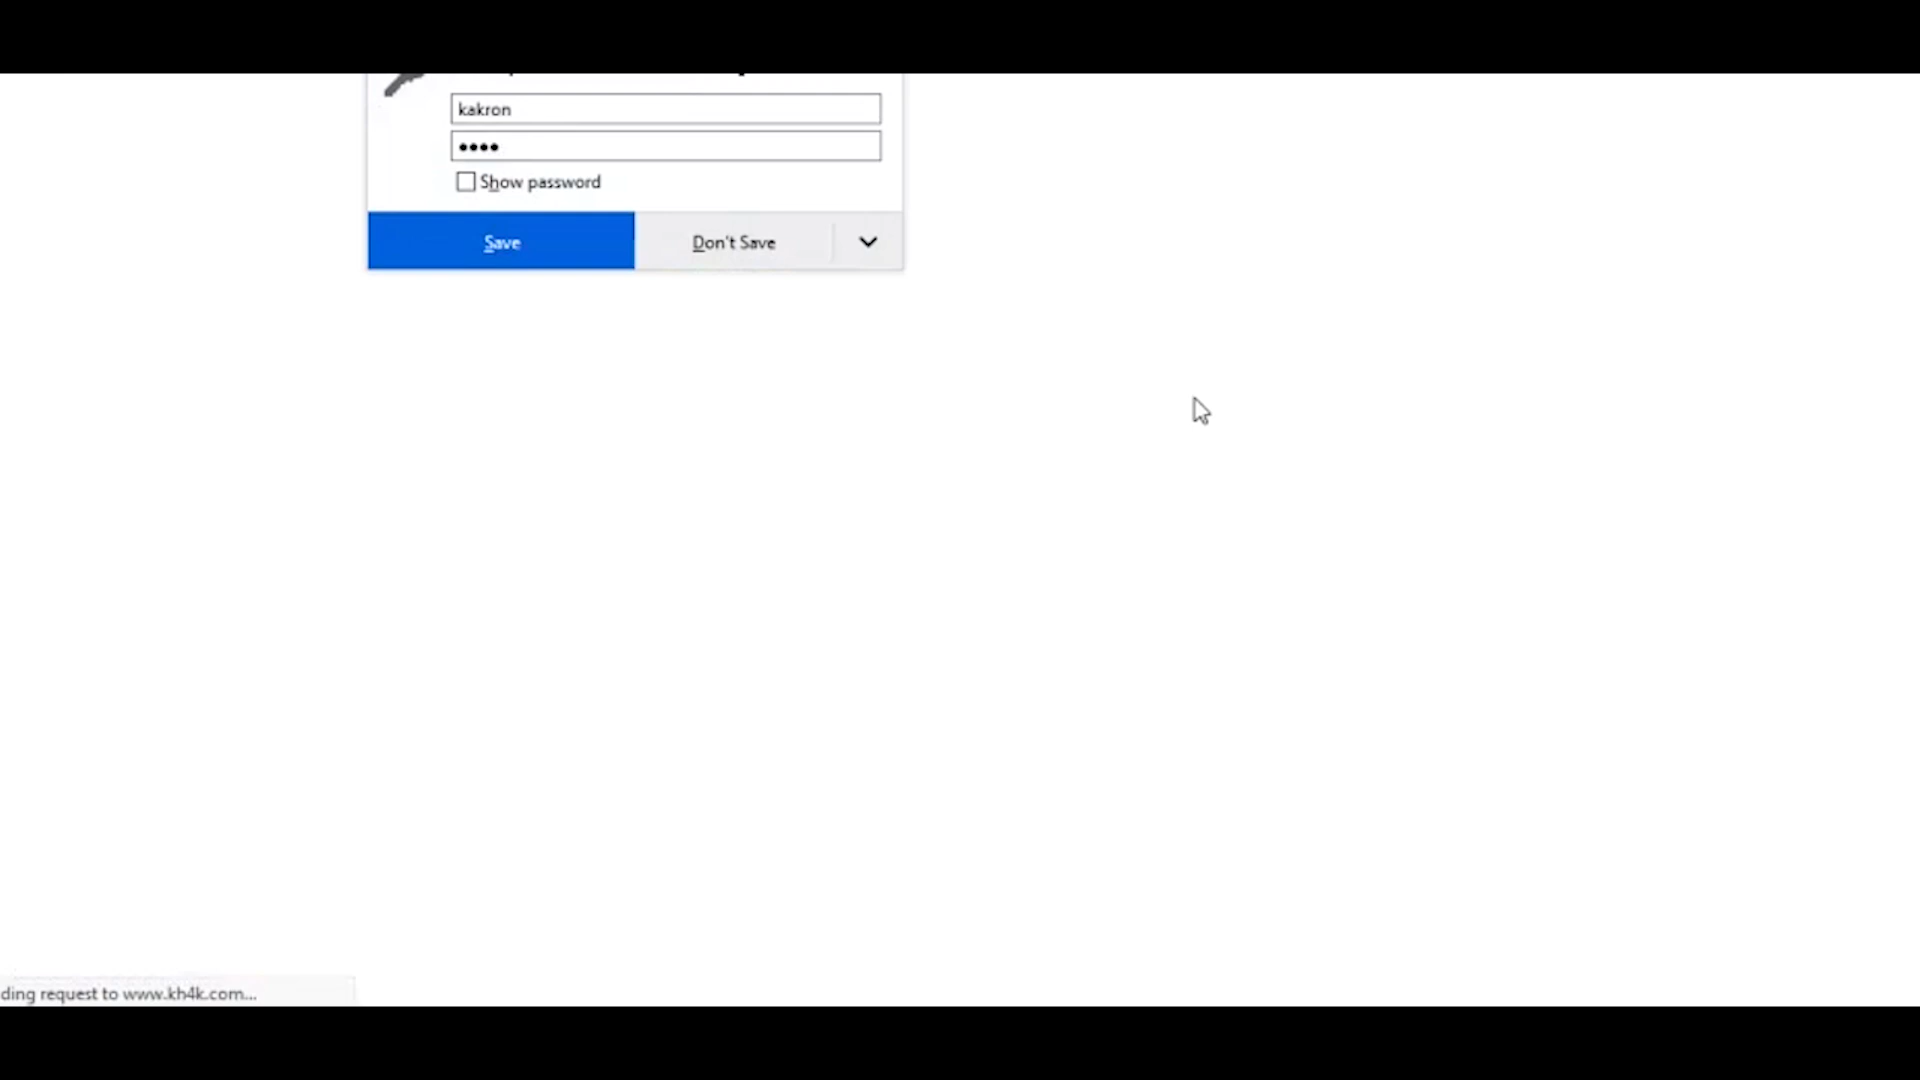 kakron
••••
Show password
Save
Don't Save
ding request to www.kh4k.com...